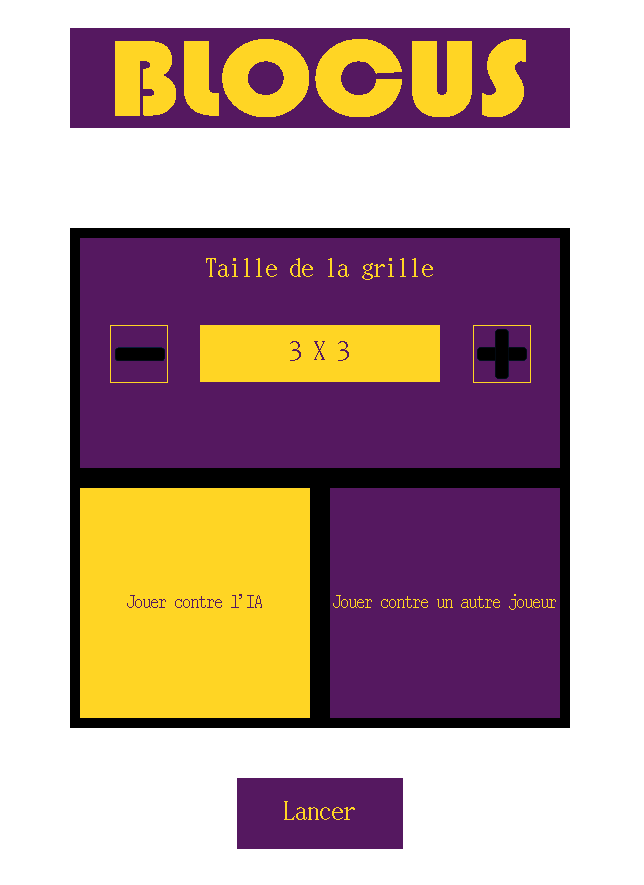 BLOCUS
Taille de la grille
3 X 3
Jouer contre l'IA
Jouer contre un autre joueur
Lancer